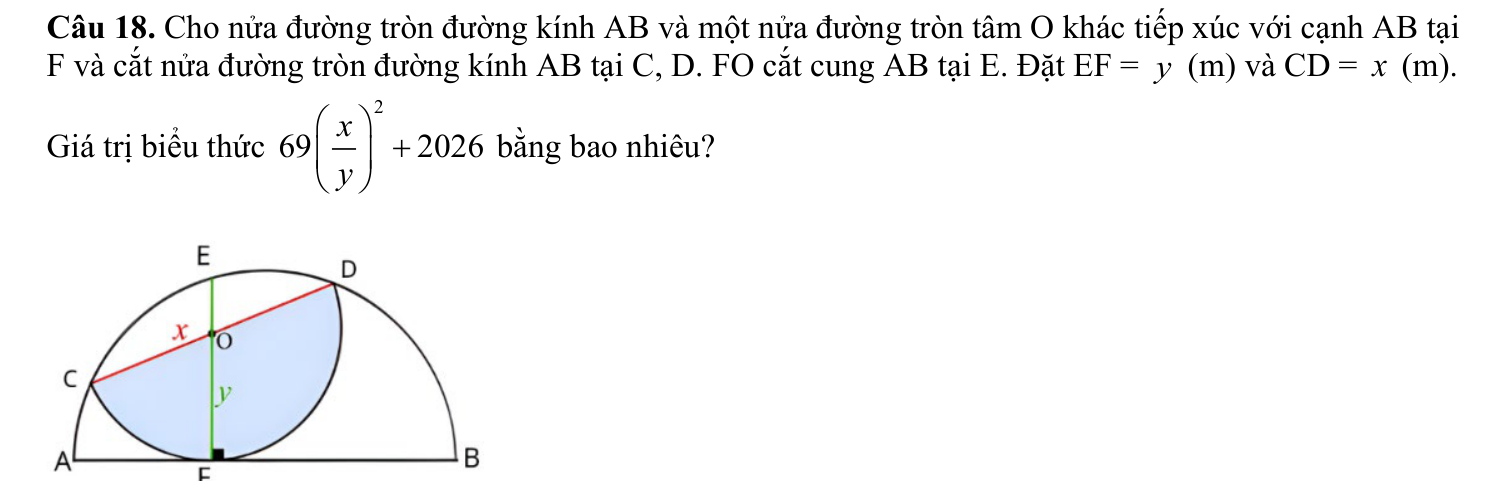 Câu 18. Cho nửa đường tròn đường kính AB và một nửa đường tròn tâm O khác tiếp xúc với cạnh AB tại
F và cắt nửa đường tròn đường kính AB tại C, D. FO cắt cung AB tại E. Đặt EF = y (m) và CD = x (m).
Giá trị biểu thức 69(x/y)² + 2026 bằng bao nhiêu?
E
D
x
O
C
y
A
B
F